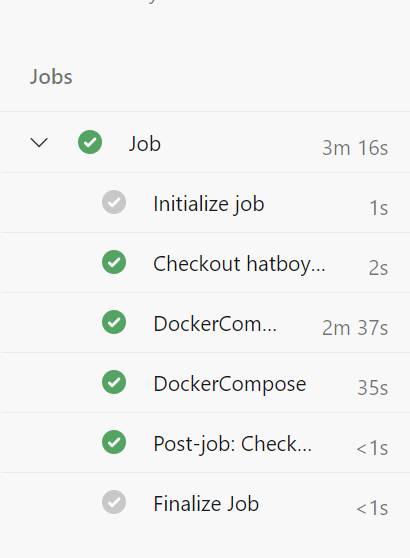 Jobs
Job 3m 16s
Initialize job 1s
Checkout hatboy... 2s
DockerCom... 2m 37s
DockerCompose 35s
Post-job: Check... <1s
Finalize Job <1s